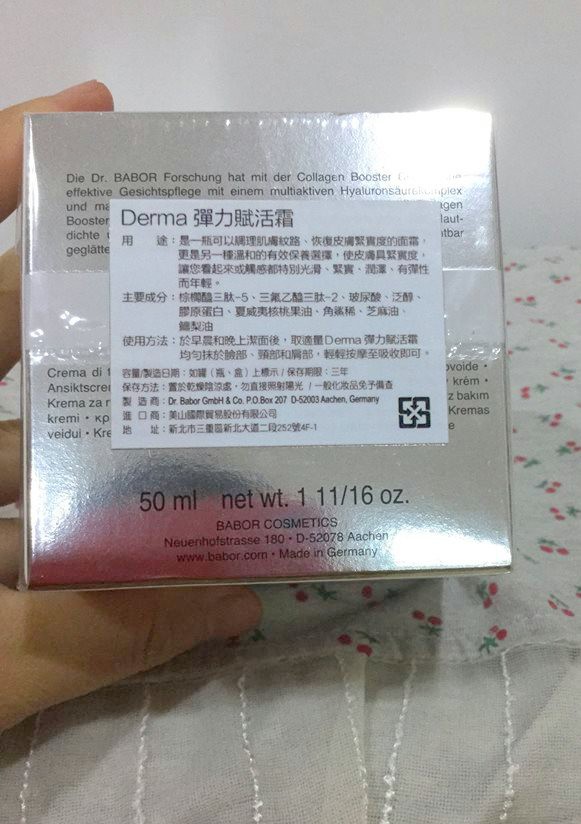 Die Dr. BABOR Forschung hat mit der Collagen Booster
effektive Gesichtspflege mit einem multiaktiven
und
Booster
dichte
geglätte
Derma 彈力賦活霜
用 途：是一瓶可以調理肌膚紋路、恢復皮膚緊實度的面霜，
更是另一種溫和的有效保養選擇，使皮膚具緊實度，
讓您看起來或觸感都特別光滑、緊實、潤澤、有彈性
而年輕。
主要成分：棕櫚醯三肽-5、三氟乙醯三肽-2、玻尿酸、泛醇、
膠原蛋白、夏威夷核桃果油、角鯊稀、芝麻油、
鱷梨油
使用方法：於早晨和晚上潔面後，取適量Derma 彈力賦活霜
均勻抹於臉部、頸部和肩部，輕輕按摩至吸收即可。
容量/製造日期：如罐（瓶、盒）上標示/保存期限：三年
保存方法：置於乾燥陰涼處，勿直接照射陽光／一般化妝品免予備查
製 造 商：Dr. Babor GmbH & Co. P.O.Box 207 D-52003 Aachen, Germany
進 口 商：美山國際貿易股份有限公司
地 址：新北市三重區新北大道二段252號4F-1
Crema di
Krema za
kremi •
veidui •
krém •
bakım
Kremas
50 ml net wt. 1 11/16 oz.
BABOR COSMETICS
Neuenhofstrasse 180 • D-52078 Aachen
www.babor.com • Made in Germany